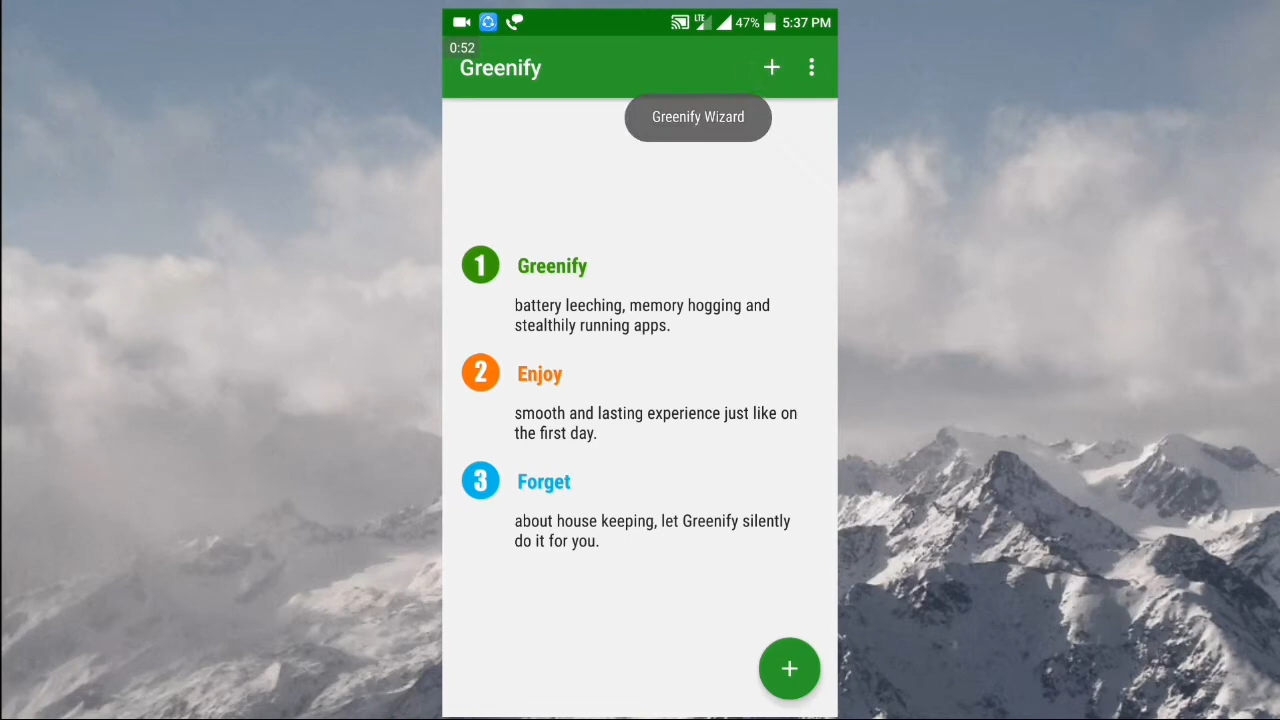 LTE 47% 5:37 PM
0:52
Greenify
Greenify Wizard
1 Greenify
battery leeching, memory hogging and
stealthily running apps.
2 Enjoy
smooth and lasting experience just like on
the first day.
3 Forget
about house keeping, let Greenify silently
do it for you.